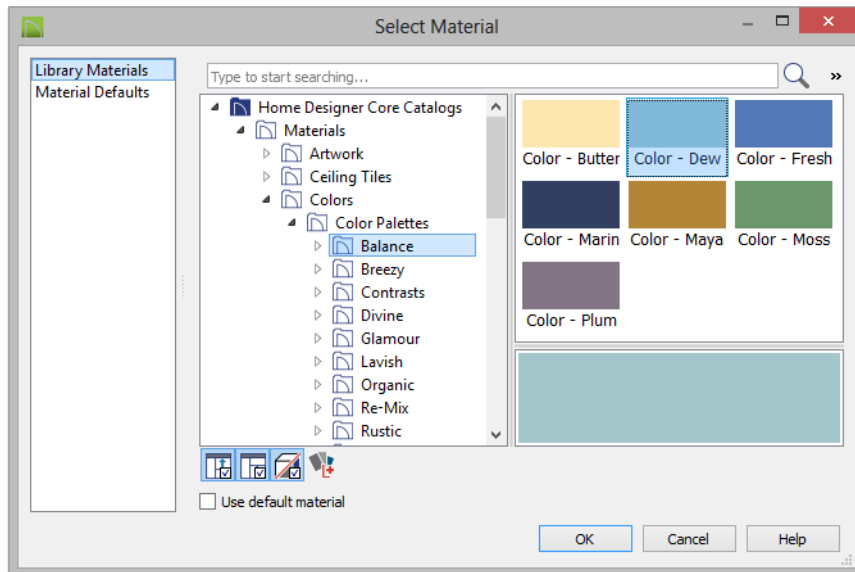 Select Material
Library Materials
Material Defaults
Type to start searching...
»
Home Designer Core Catalogs
Materials
Artwork
Ceiling Tiles
Colors
Color Palettes
Balance
Breezy
Contrasts
Divine
Glamour
Lavish
Organic
Re-Mix
Rustic
Color - Butter Color - Dew Color - Fresh
Color - Marin Color - Maya Color - Moss
Color - Plum
Use default material
OK Cancel Help